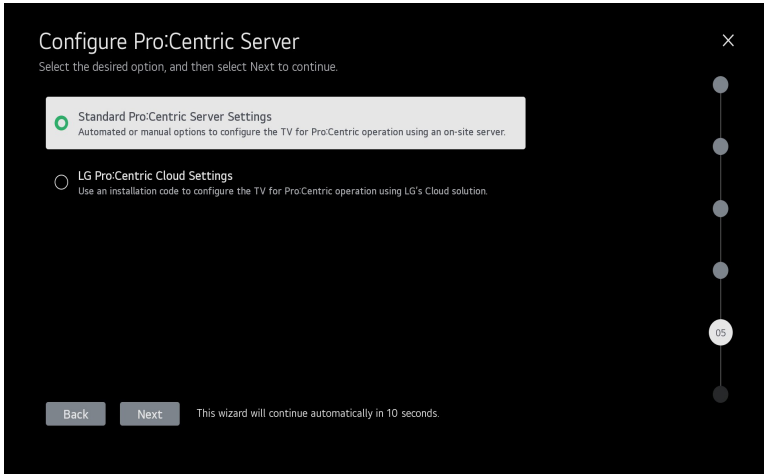 Configure Pro:Centric Server
Select the desired option, and then select Next to continue.
Standard Pro:Centric Server Settings
Automated or manual options to configure the TV for Pro:Centric operation using an on-site server.
LG Pro:Centric Cloud Settings
Use an installation code to configure the TV for Pro:Centric operation using LG's Cloud solution.
05
Back
Next
This wizard will continue automatically in 10 seconds.